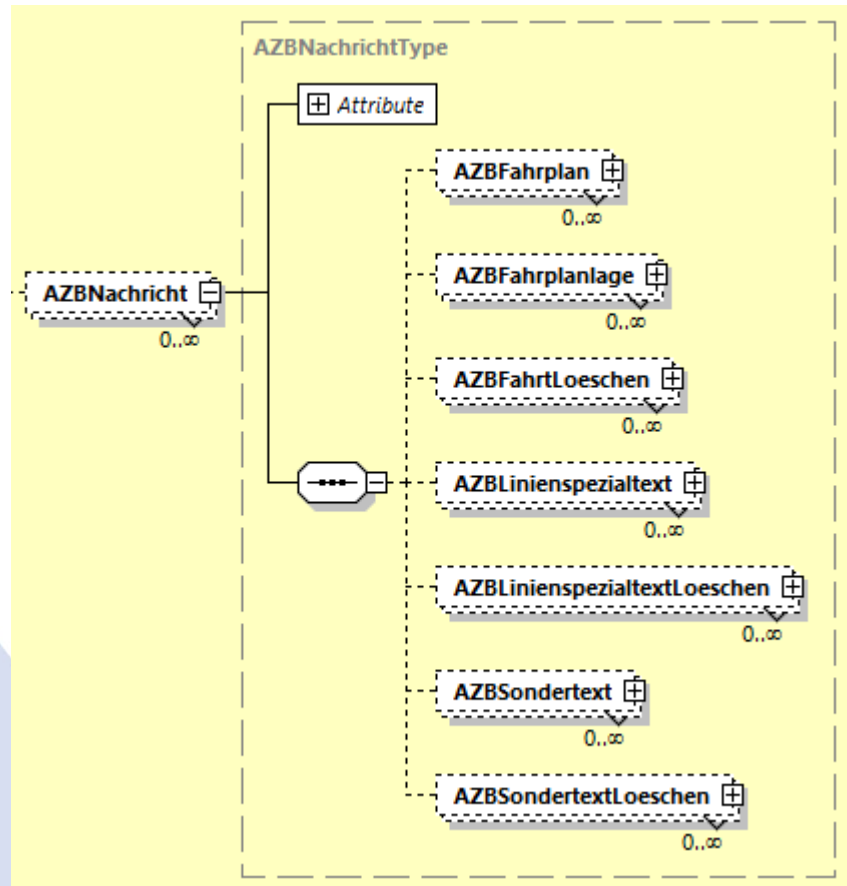 AZBNachrichtType
Attribute
AZBFahrplan
0..∞
AZBFahrplanlage
0..∞
AZBNachricht
0..∞
AZBFahrtLoeschen
0..∞
AZBLinienspezialtext
0..∞
AZBLinienspezialtextLoeschen
0..∞
AZBSondertext
0..∞
AZBSondertextLoeschen
0..∞